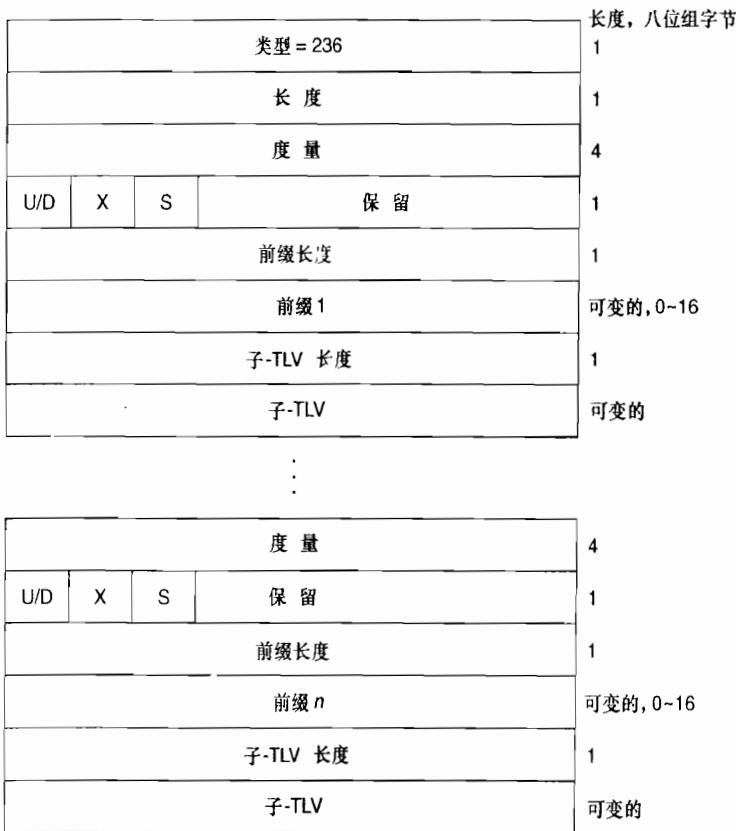 长度，八位组字节
类型 = 236 1
长 度 1
度 量 4
U/D X S 保 留 1
前缀长度 1
前缀 1 可变的, 0~16
子-TLV 长度 1
子-TLV 可变的
度 量 4
U/D X S 保 留 1
前缀长度 1
前缀 n 可变的, 0~16
子-TLV 长度 1
子-TLV 可变的